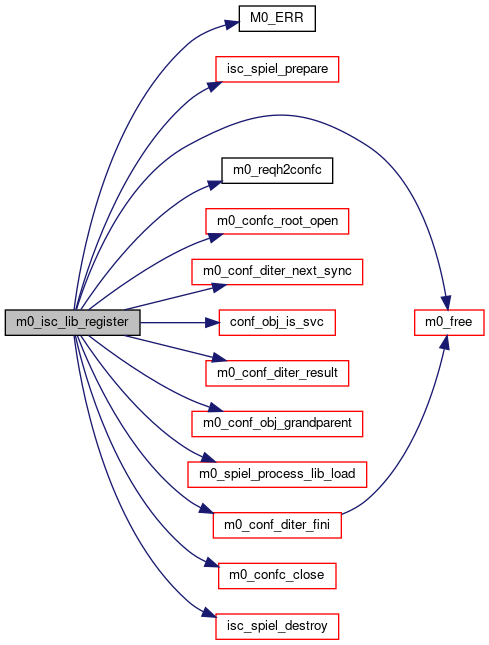 M0_ERR
isc_spiel_prepare
m0_reqh2confc
m0_confc_root_open
m0_conf_diter_next_sync
m0_isc_lib_register
conf_obj_is_svc
m0_free
m0_conf_diter_result
m0_conf_obj_grandparent
m0_spiel_process_lib_load
m0_conf_diter_fini
m0_confc_close
isc_spiel_destroy